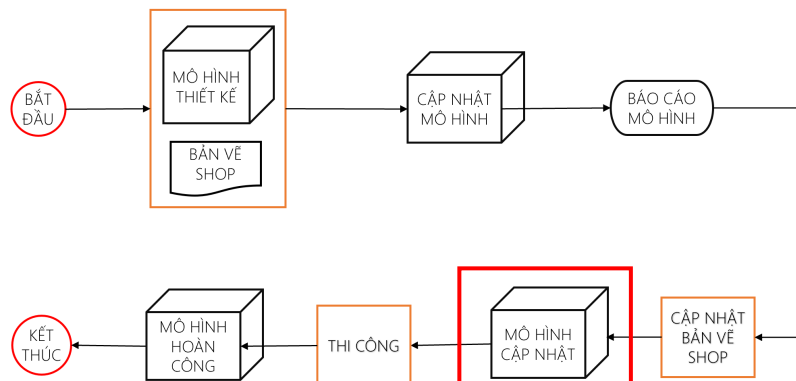 BẮT
ĐẦU
MÔ HÌNH
THIẾT KẾ
BẢN VẼ
SHOP
CẬP NHẬT
MÔ HÌNH
BÁO CÁO
MÔ HÌNH
CẬP NHẬT
BẢN VẼ
SHOP
MÔ HÌNH
CẬP NHẬT
THI CÔNG
MÔ HÌNH
HOÀN
CÔNG
KẾT
THÚC